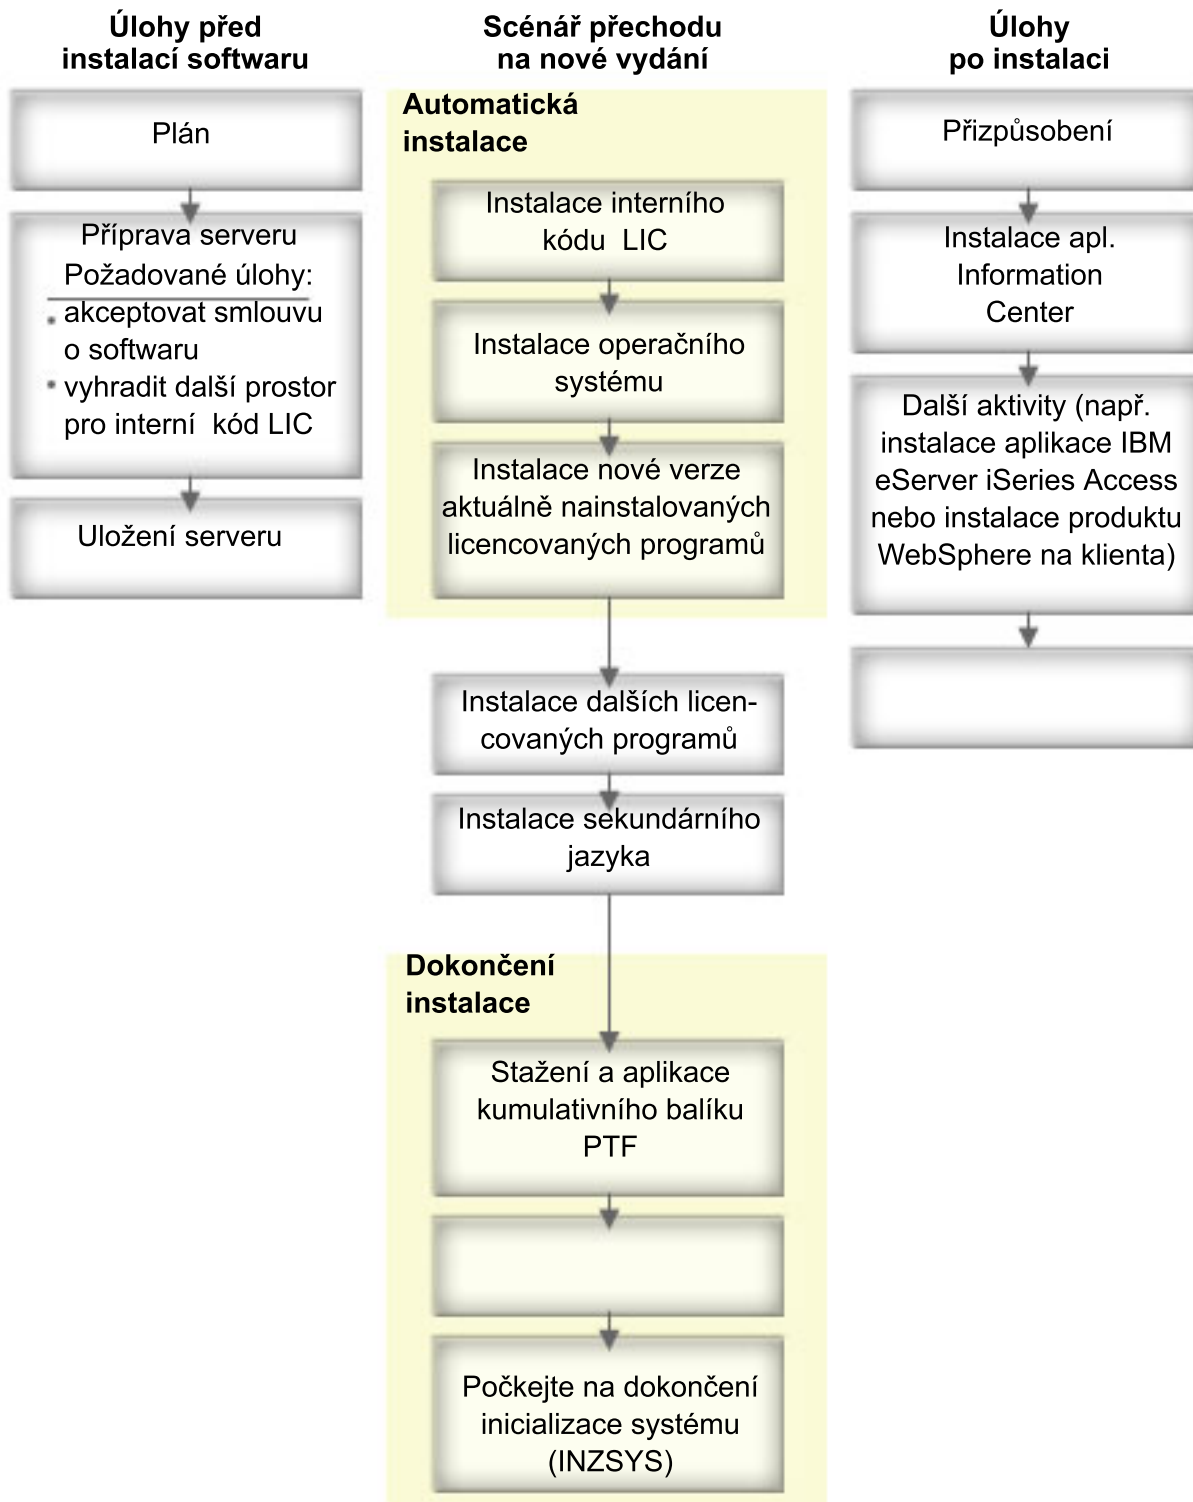 Úlohy před
instalací softwaru
Plán
Příprava serveru
Požadované úlohy:
• akceptovat smlouvu
o softwaru
• vyhradit další prostor
pro interní kód LIC
Uložení serveru
Scénář přechodu
na nové vydání
Automatická
instalace
Instalace interního
kódu LIC
Instalace operačního
systému
Instalace nové verze
aktuálně nainstalovaných
licencovaných programů
Instalace dalších licen-
covaných programů
Instalace sekundárního
jazyka
Dokončení
instalace
Stažení a aplikace
kumulativního balíku
PTF
Počkejte na dokončení
inicializace systému
(INZSYS)
Úlohy
po instalaci
Přizpůsobení
Instalace apl.
Information
Center
Další aktivity (např.
instalace aplikace IBM
eServer iSeries Access
nebo instalace produktu
WebSphere na klienta)